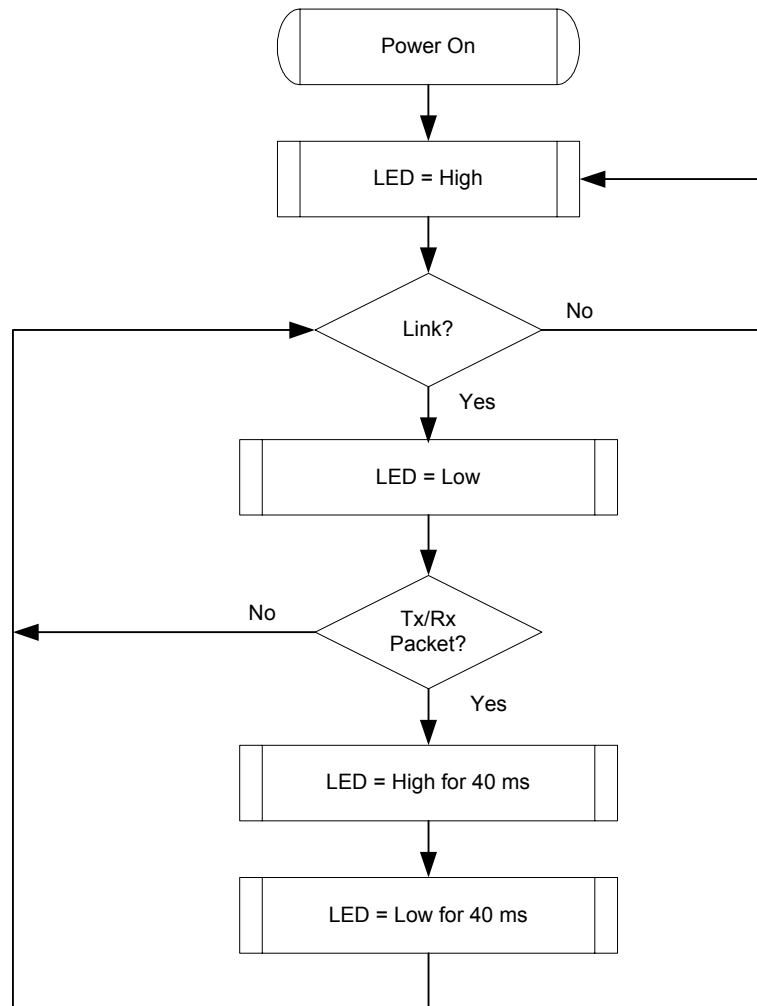 Power On
LED = High
Link?
No
Yes
LED = Low
No
Tx/Rx
Packet?
Yes
LED = High for 40 ms
LED = Low for 40 ms